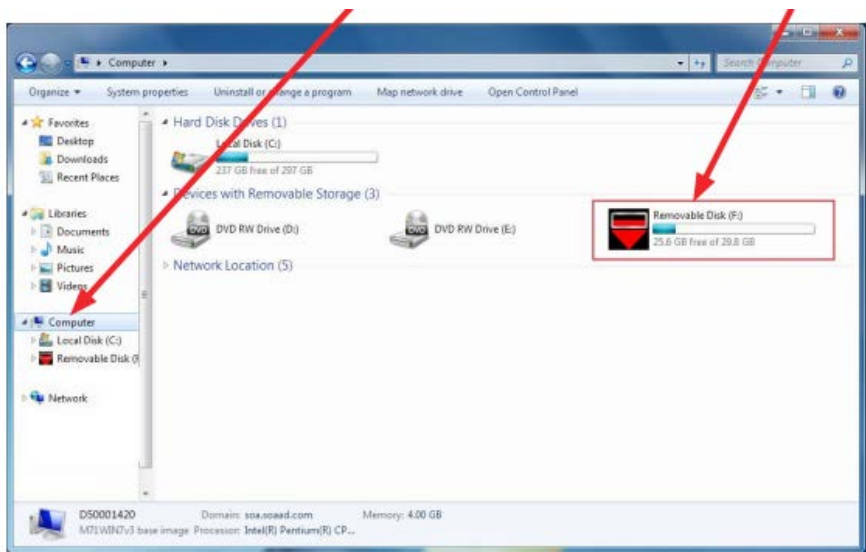 Computer
Search Computer
Organize
System properties
Uninstall or change a program
Map network drive
Open Control Panel
Favorites
Desktop
Downloads
Recent Places
Libraries
Documents
Music
Pictures
Videos
Computer
Local Disk (C:)
Removable Disk (F
Network
Hard Disk Drives (1)
Local Disk (C:)
237 GB free of 297 GB
Devices with Removable Storage (3)
DVD RW Drive (D:)
DVD RW Drive (E:)
Removable Disk (F:)
25.6 GB free of 29.8 GB
Network Location (5)
D50001420 Domain: soa.soaad.com Memory: 4.00 GB
M71WIN7v3 base image Processor: Intel(R) Pentium(R) CP...